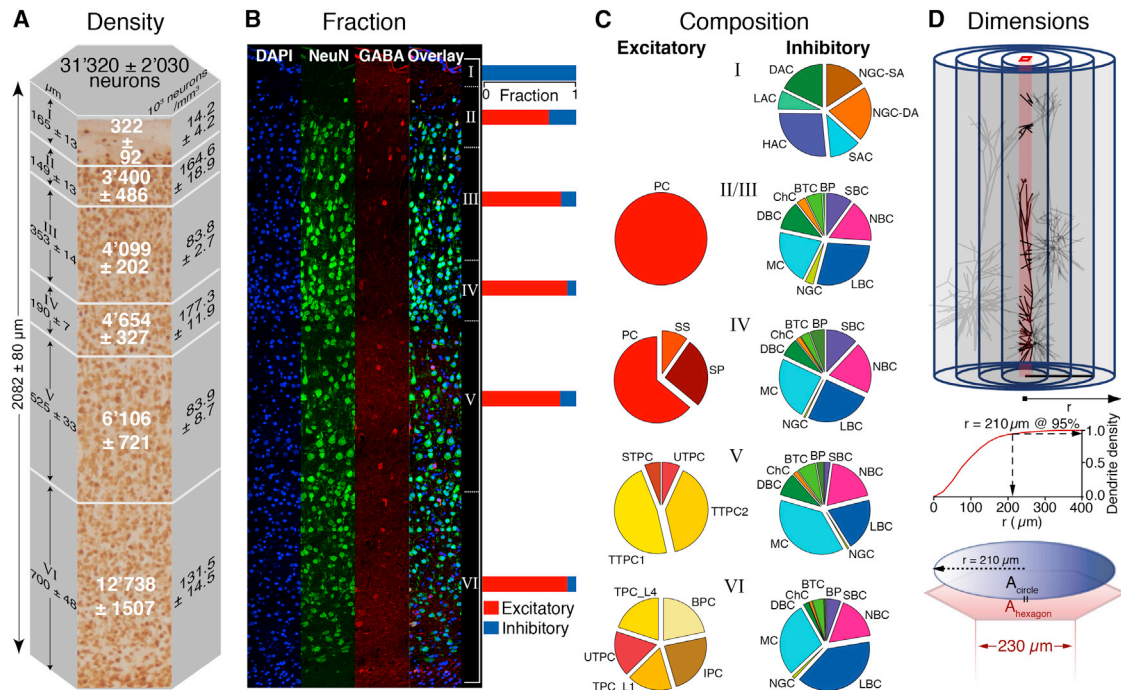 A Density
31'320 ± 2'030
neurons
µm
10³ neurons
/mm³
I
165 ± 13
322
±
92
14.2
± 4.2
II
149 ± 13
3'400
± 486
164.6
± 18.9
III
353 ± 14
4'099
± 202
83.8
± 2.7
IV
190 ± 7
4'654
± 327
177.3
± 11.9
V
525 ± 33
6'106
± 721
83.9
± 8.7
VI
700 ± 48
12'738
± 1507
131.5
± 14.5
2082 ± 80 µm
B Fraction
DAPI NeuN GABA Overlay
I
0 Fraction 1
II
III
IV
V
VI
Excitatory
Inhibitory
C Composition
Excitatory Inhibitory
I
DAC
NGC-SA
LAC
NGC-DA
HAC
SAC
II/III
PC
BTC BP
ChC
SBC
DBC
NBC
MC
NGC
LBC
IV
PC
SS
SP
BTC BP
ChC
SBC
DBC
NBC
MC
NGC
LBC
V
STPC UTPC
TTPC2
TTPC1
BTC BP SBC
ChC
DBC
NBC
MC
LBC
NGC
VI
TPC_L4
BPC
UTPC
TPC_L1
IPC
BTC BP
ChC
SBC
DBC
NBC
MC
NGC
LBC
D Dimensions
r
r = 210 µm @ 95%
1.0
0.5
0.0
Dendrite density
0 200 400
r (µm)
r = 210 µm
A circle
=
A hexagon
230 µm